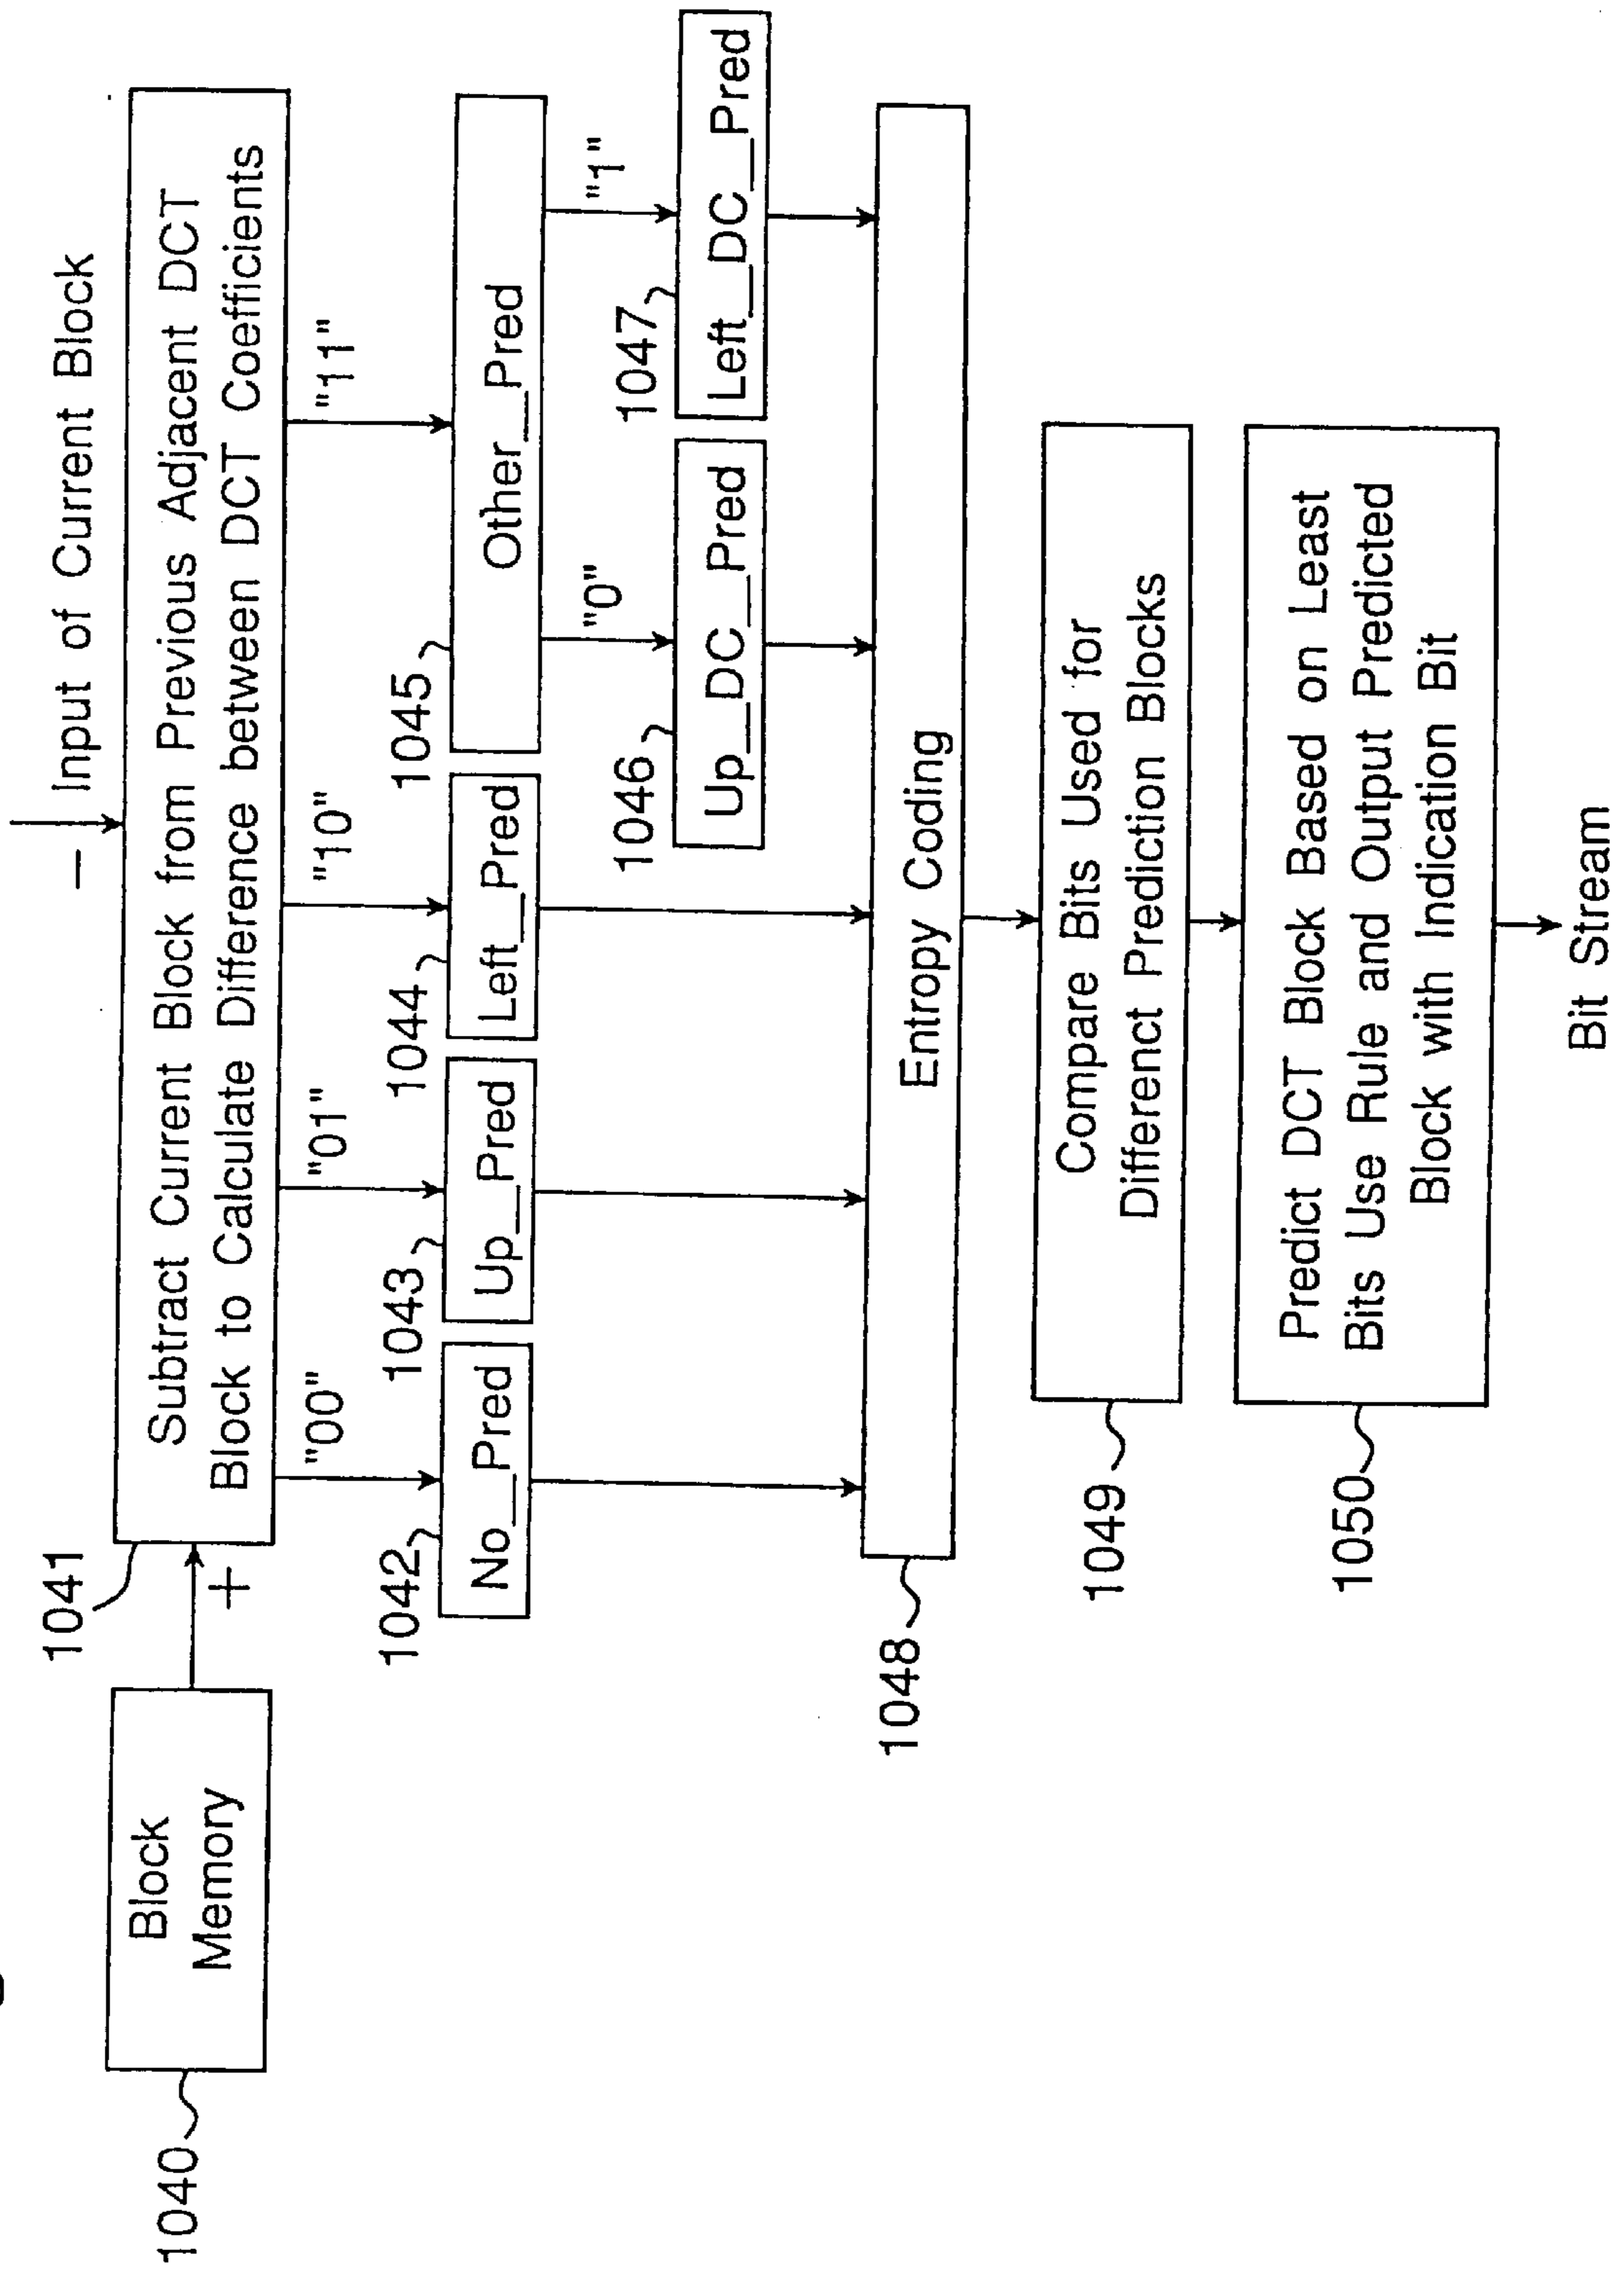 — Input of Current Block
1041
Subtract Current Block from Previous Adjacent DCT
Block to Calculate Difference between DCT Coefficients
1040
Block
Memory
+
"00"
"01"
"10"
"11"
1042
No_Pred
1043
Up_Pred
1044
Left_Pred
1045
Other_Pred
"0"
"1"
1046
Up_DC_Pred
1047
Left_DC_Pred
1048
Entropy Coding
1049
Compare Bits Used for
Differenct Prediction Blocks
1050
Predict DCT Block Based on Least
Bits Use Rule and Output Predicted
Block with Indication Bit
Bit Stream